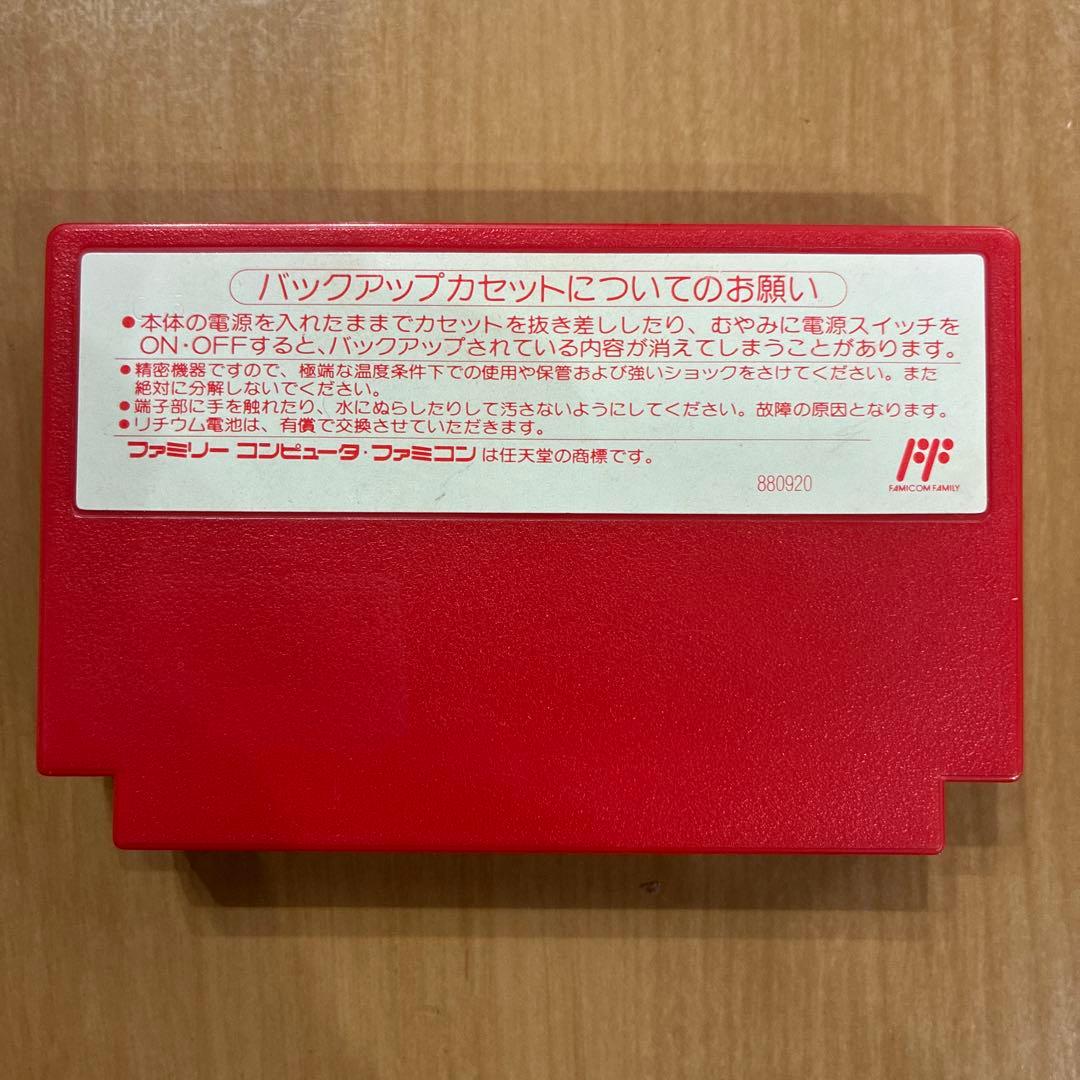 バックアップカセットについてのお願い
●本体の電源を入れたままでカセットを抜き差ししたり、むやみに電源スイッチを
ON・OFFすると、バックアップされている内容が消えてしまうことがあります。
●精密機器ですので、極端な温度条件下での使用や保管および強いショックをさけてください。また
絶対に分解しないでください。
●端子部に手を触れたり、水にぬらしたりして汚さないようにしてください。故障の原因となります。
●リチウム電池は、有償で交換させていただきます。
ファミリーコンピュータ・ファミコンは任天堂の商標です。
880920
FAMICOM FAMILY